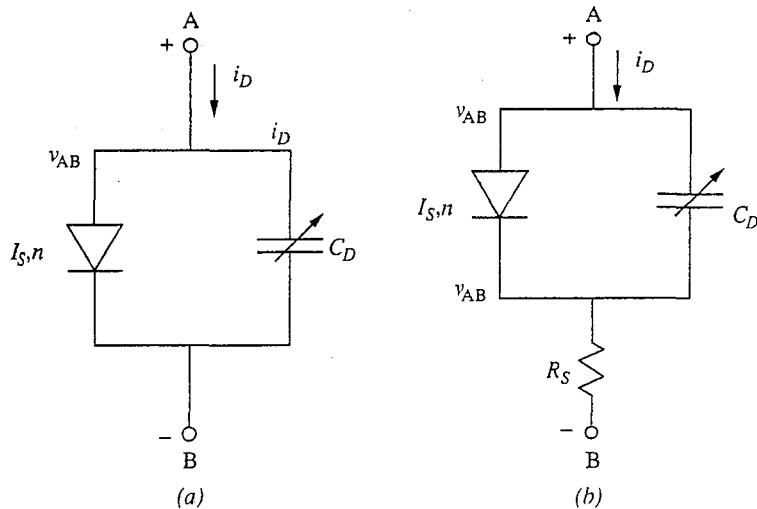 A
+
i_D
i_D
v_AB
I_S,n
C_D
−
B
(a)
A
+
i_D
v_AB
I_S,n
C_D
v_AB
R_S
−
B
(b)